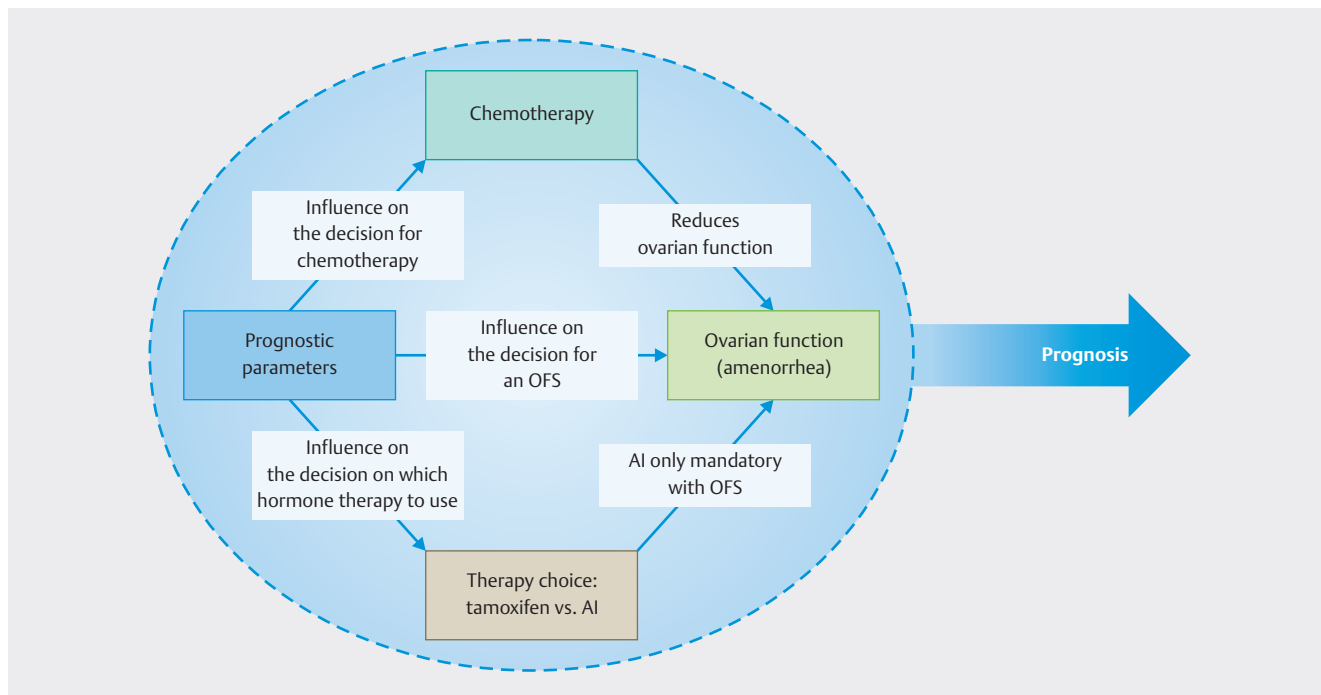 Chemotherapy
Influence on
the decision for
chemotherapy
Reduces
ovarian function
Prognostic
parameters
Influence on
the decision for
an OFS
Ovarian function
(amenorrhea)
Prognosis
Influence on
the decision on which
hormone therapy to use
AI only mandatory
with OFS
Therapy choice:
tamoxifen vs. AI